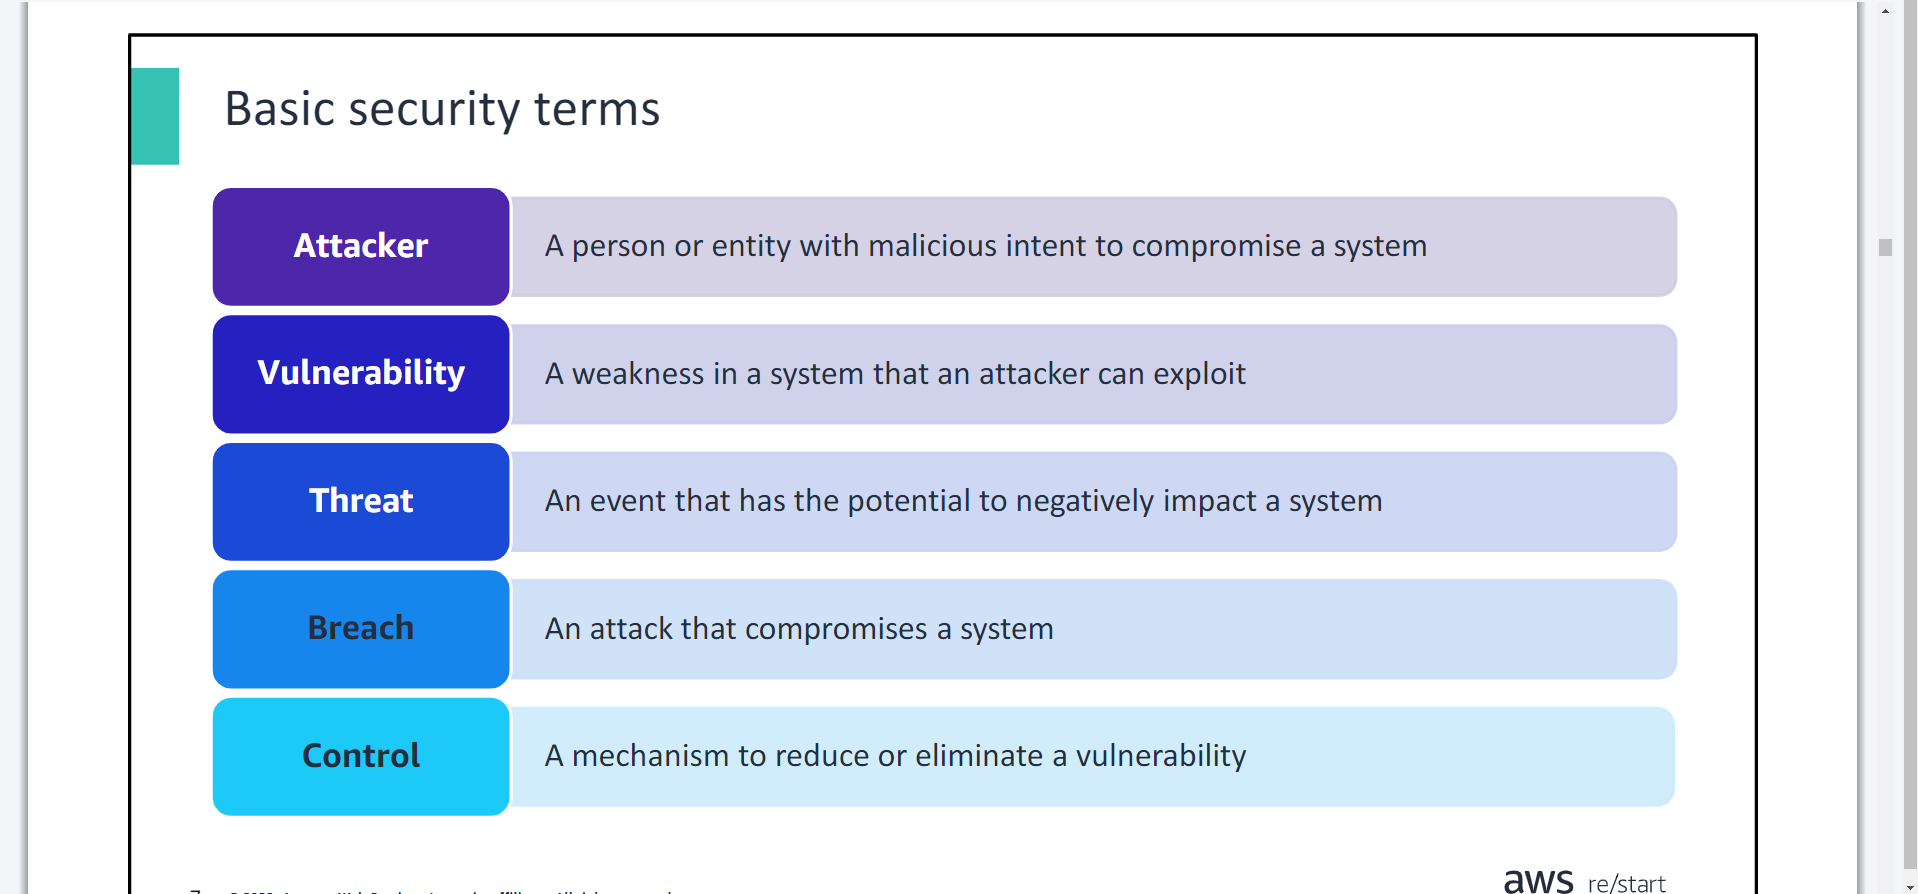 Basic security terms
Attacker
A person or entity with malicious intent to compromise a system
Vulnerability
A weakness in a system that an attacker can exploit
Threat
An event that has the potential to negatively impact a system
Breach
An attack that compromises a system
Control
A mechanism to reduce or eliminate a vulnerability
aws re/start